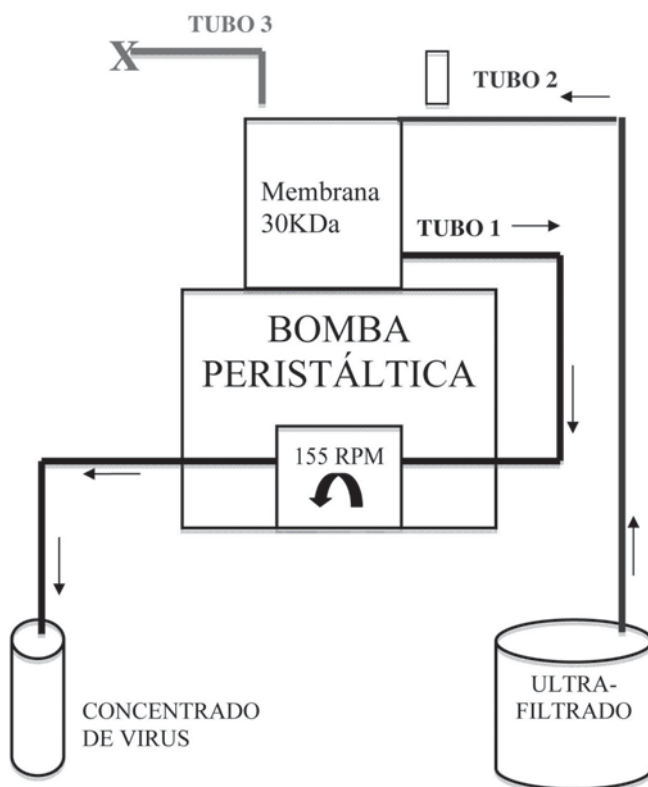 TUBO 3
X
TUBO 2
Membrana
30KDa
TUBO 1
BOMBA
PERISTÁLTICA
155 RPM
CONCENTRADO
DE VIRUS
ULTRA-
FILTRADO